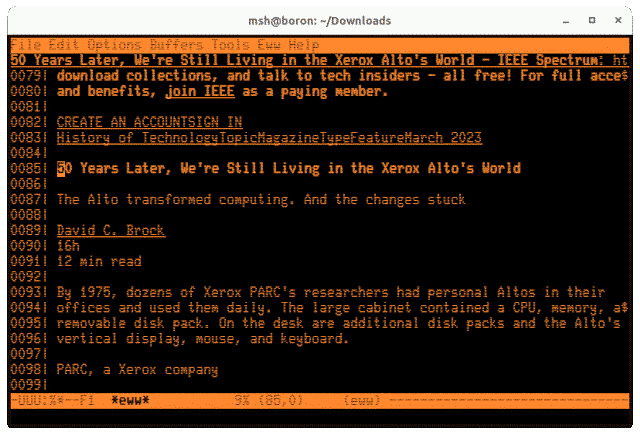 msh@boron: ~/Downloads
File Edit Options Buffers Tools Eww Help
50 Years Later, We're Still Living in the Xerox Alto's World - IEEE Spectrum: ht
0079| download collections, and talk to tech insiders - all free! For full acce$
0080| and benefits, join IEEE as a paying member.
0081|
0082| CREATE AN ACCOUNTSIGN IN
0083| History of TechnologyTopicMagazineTypeFeatureMarch 2023
0084|
0085| 50 Years Later, We're Still Living in the Xerox Alto's World
0086|
0087| The Alto transformed computing. And the changes stuck
0088|
0089| David C. Brock
0090| 16h
0091| 12 min read
0092|
0093| By 1975, dozens of Xerox PARC's researchers had personal Altos in their
0094| offices and used them daily. The large cabinet contained a CPU, memory, a$
0095| removable disk pack. On the desk are additional disk packs and the Alto's
0096| vertical display, mouse, and keyboard.
0097|
0098| PARC, a Xerox company
0099|
-UUU:%*--F1 *eww* 9% (85,0) (eww) ------------------------------